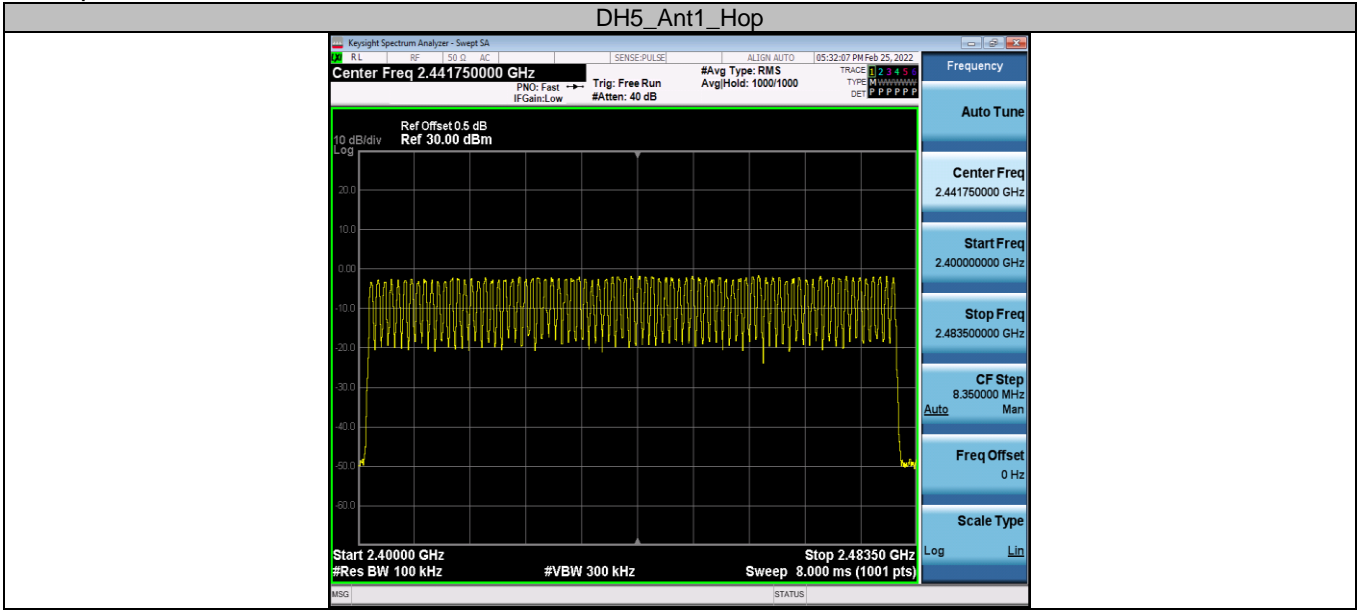 DH5_Ant1_Hop
Keysight Spectrum Analyzer - Swept SA
RL RF 50 Ω AC SENSE:PULSE ALIGN AUTO 05:32:07 PM Feb 25, 2022
Center Freq 2.441750000 GHz
PNO: Fast
IFGain:Low
Trig: Free Run
#Atten: 40 dB
#Avg Type: RMS
Avg|Hold: 1000/1000
TRACE 1 2 3 4 5 6
TYPE M WWWWW
DET P P P P P P
Ref Offset 0.5 dB
10 dB/div Ref 30.00 dBm
Log
20.0
10.0
0.00
-10.0
-20.0
-30.0
-40.0
-50.0
-60.0
Start 2.40000 GHz Stop 2.48350 GHz
#Res BW 100 kHz #VBW 300 kHz Sweep 8.000 ms (1001 pts)
MSG STATUS
Frequency
Auto Tune
Center Freq
2.441750000 GHz
Start Freq
2.400000000 GHz
Stop Freq
2.483500000 GHz
CF Step
8.350000 MHz
Auto Man
Freq Offset
0 Hz
Scale Type
Log Lin